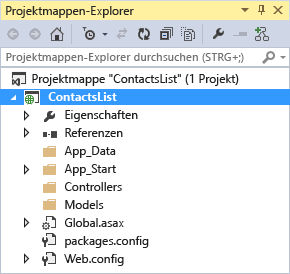 Projektmappen-Explorer
Projektmappen-Explorer durchsuchen (STRG+;)
Projektmappe "ContactsList" (1 Projekt)
ContactsList
Eigenschaften
Referenzen
App_Data
App_Start
Controllers
Models
Global.asax
packages.config
Web.config